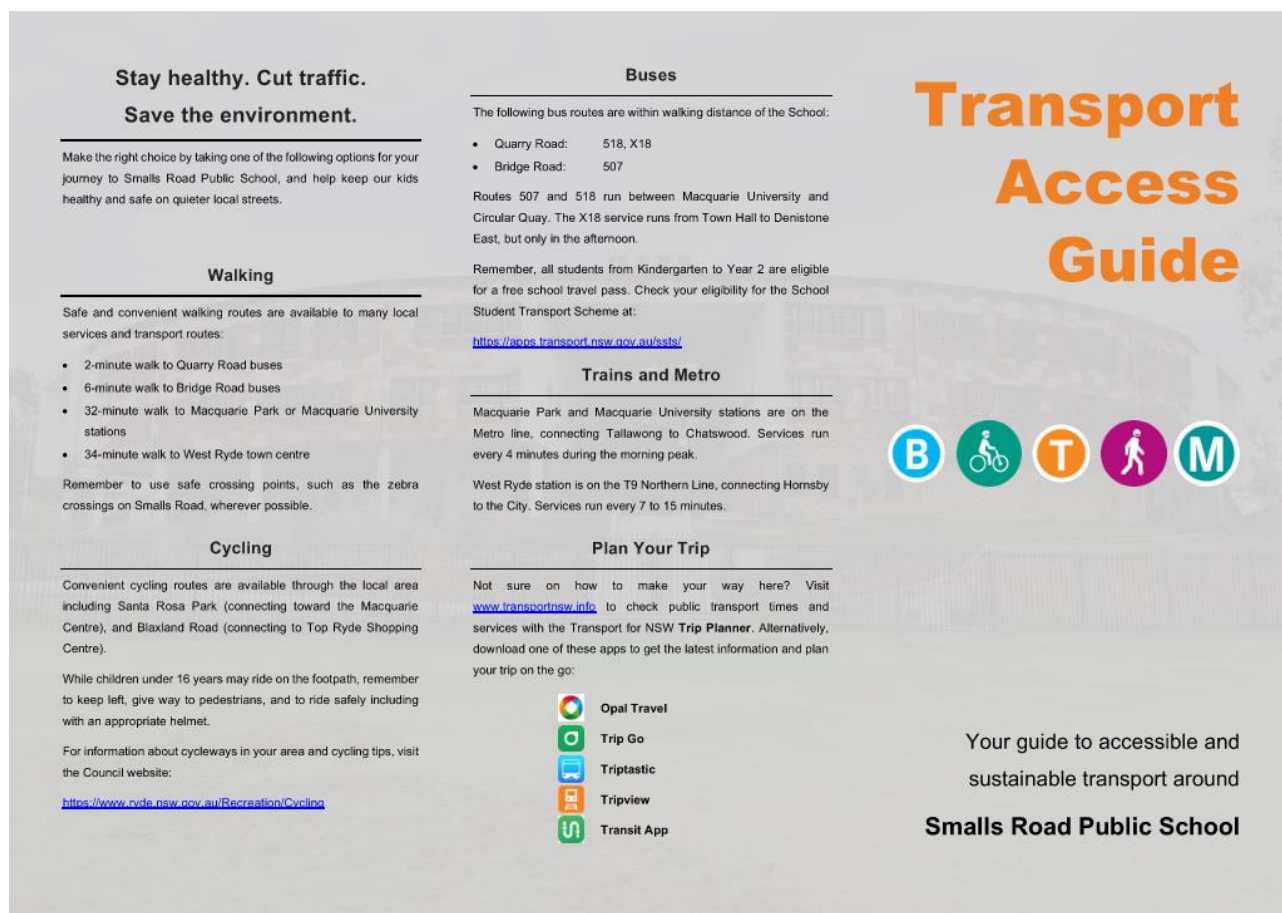 Stay healthy. Cut traffic.
Save the environment.
Make the right choice by taking one of the following options for your
journey to Smalls Road Public School, and help keep our kids
healthy and safe on quieter local streets.
Walking
Safe and convenient walking routes are available to many local
services and transport routes:
• 2-minute walk to Quarry Road buses
• 6-minute walk to Bridge Road buses
• 32-minute walk to Macquarie Park or Macquarie University
stations
• 34-minute walk to West Ryde town centre
Remember to use safe crossing points, such as the zebra
crossings on Smalls Road, wherever possible.
Cycling
Convenient cycling routes are available through the local area
including Santa Rosa Park (connecting toward the Macquarie
Centre), and Blaxland Road (connecting to Top Ryde Shopping
Centre).
While children under 16 years may ride on the footpath, remember
to keep left, give way to pedestrians, and to ride safely including
with an appropriate helmet.
For information about cycleways in your area and cycling tips, visit
the Council website:
https://www.ryde.nsw.gov.au/Recreation/Cycling
Buses
The following bus routes are within walking distance of the School:
• Quarry Road: 518, X18
• Bridge Road: 507
Routes 507 and 518 run between Macquarie University and
Circular Quay. The X18 service runs from Town Hall to Denistone
East, but only in the afternoon.
Remember, all students from Kindergarten to Year 2 are eligible
for a free school travel pass. Check your eligibility for the School
Student Transport Scheme at:
https://apps.transport.nsw.gov.au/ssts/
Trains and Metro
Macquarie Park and Macquarie University stations are on the
Metro line, connecting Tallawong to Chatswood. Services run
every 4 minutes during the morning peak.
West Ryde station is on the T9 Northern Line, connecting Hornsby
to the City. Services run every 7 to 15 minutes.
Plan Your Trip
Not sure on how to make your way here? Visit
www.transportnsw.info to check public transport times and
services with the Transport for NSW Trip Planner. Alternatively,
download one of these apps to get the latest information and plan
your trip on the go:
Opal Travel
Trip Go
Triptastic
Tripview
Transit App
Transport
Access
Guide
B T M
Your guide to accessible and
sustainable transport around
Smalls Road Public School